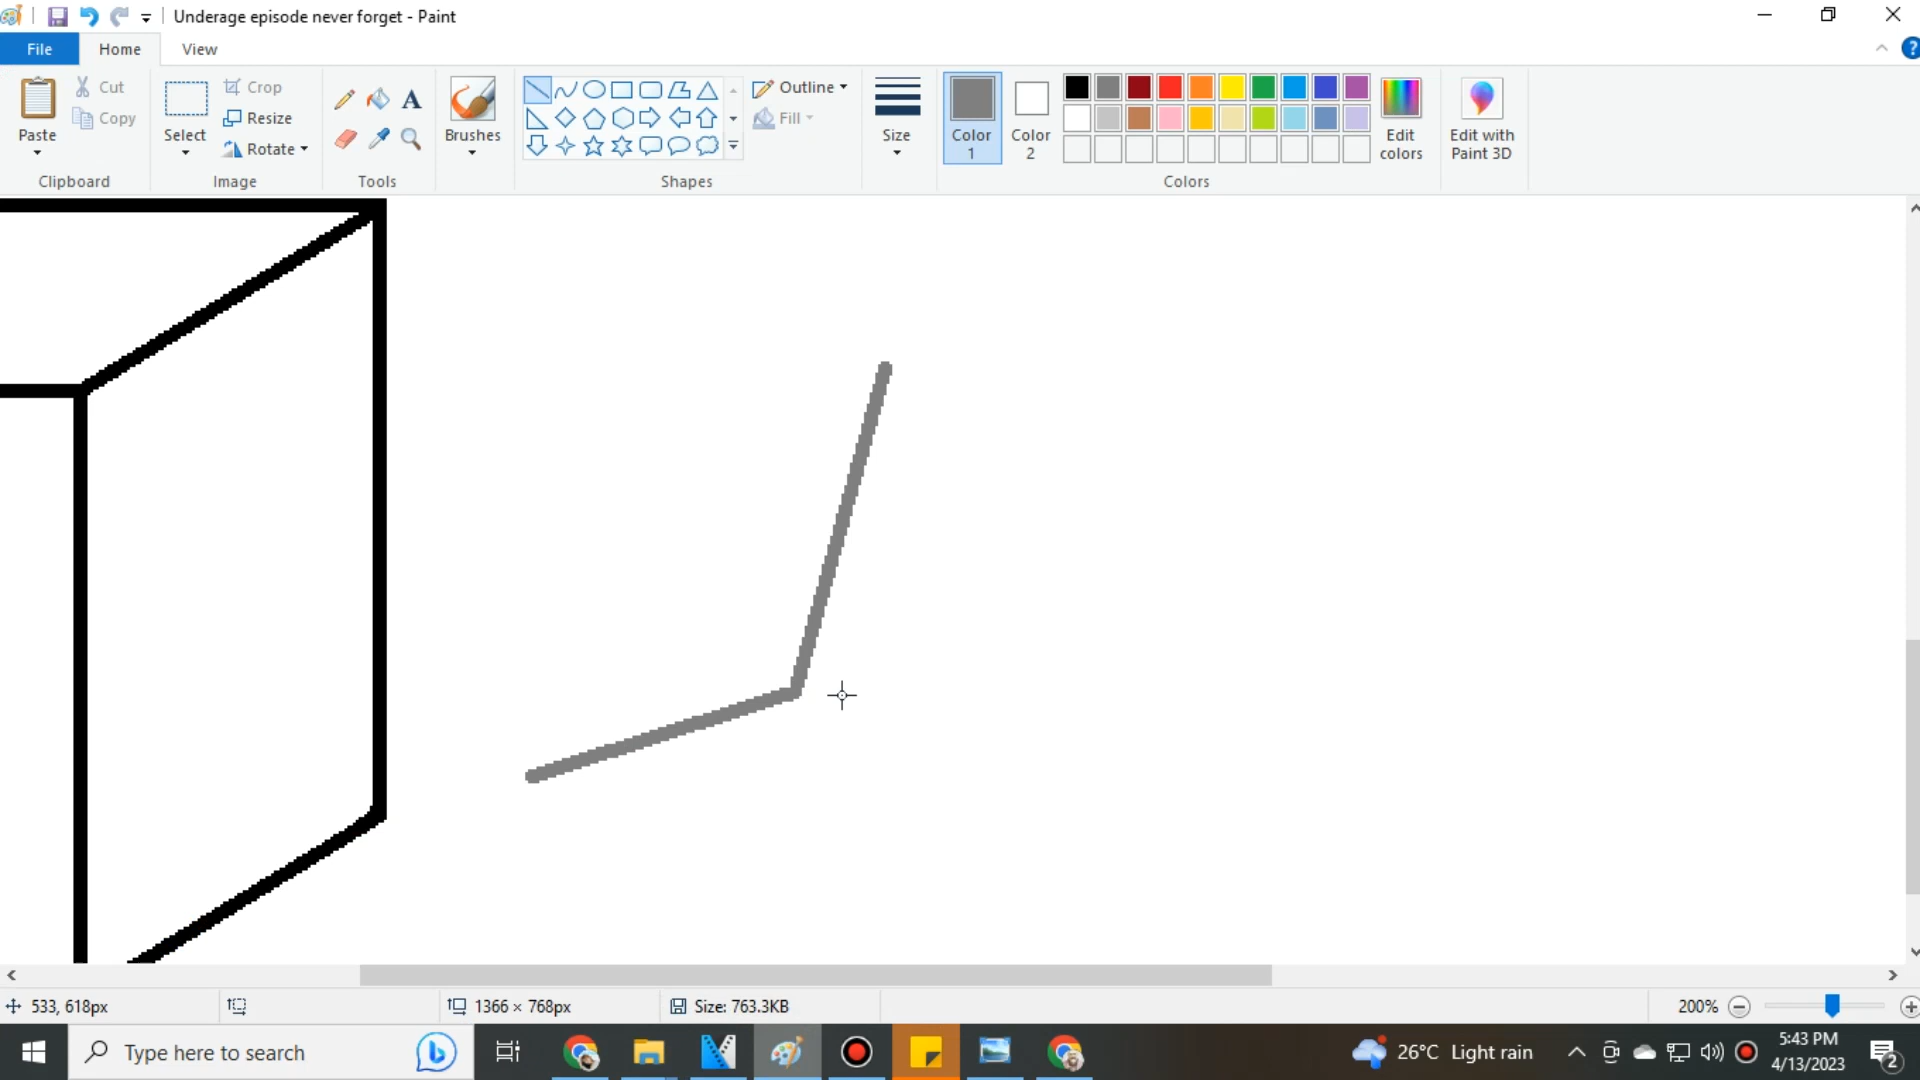 Underage episode never forget - Paint
File Home View
Paste Cut Copy Select Crop Resize Rotate A Brushes Outline Fill Size Color 1 Color 2 Edit colors Edit with Paint 3D
Clipboard Image Tools Shapes Colors
533, 618px 1366 × 768px Size: 763.3KB 200%
Type here to search 26°C Light rain 5:43 PM
4/13/2023 2